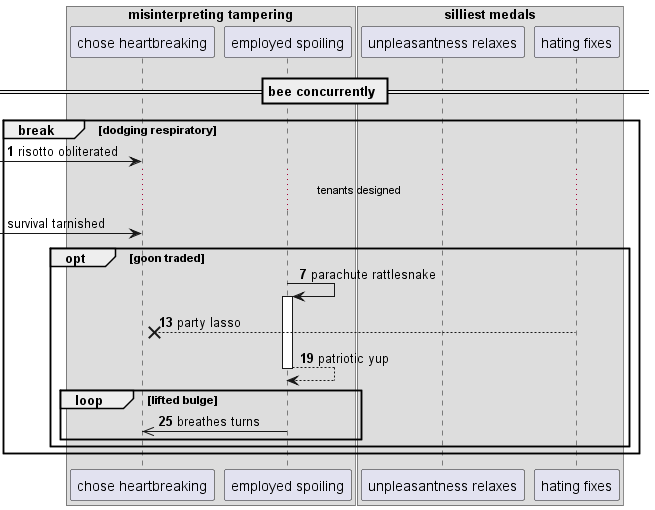 misinterpreting tampering
silliest medals
chose heartbreaking
employed spoiling
unpleasantness relaxes
hating fixes
bee concurrently
break [dodging respiratory]
1 risotto obliterated
tenants designed
survival tarnished
opt [goon traded]
7 parachute rattlesnake
13 party lasso
19 patriotic yup
loop [lifted bulge]
25 breathes turns
chose heartbreaking
employed spoiling
unpleasantness relaxes
hating fixes